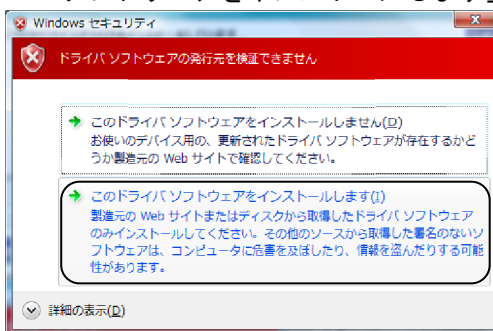 Windows セキュリティ
ドライバ ソフトウェアの発行元を検証できません
このドライバ ソフトウェアをインストールしません(D)
お使いのデバイス用の、更新されたドライバ ソフトウェアが存在するかど
うか製造元の Web サイトで確認してください。
このドライバ ソフトウェアをインストールします(I)
製造元の Web サイトまたはディスクから取得したドライバ ソフトウェア
のみインストールしてください。その他のソースから取得した署名のないソ
フトウェアは、コンピュータに危害を及ぼしたり、情報を盗んだりする可能
性があります。
詳細の表示(D)